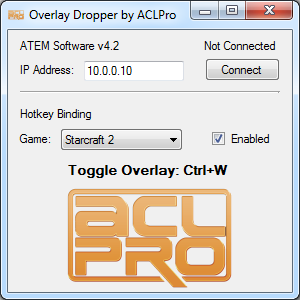 Overlay Dropper by ACLPro
ATEM Software v4.2 Not Connected
IP Address: 10.0.0.10 Connect
Hotkey Binding
Game: Starcraft 2 Enabled
Toggle Overlay: Ctrl+W
ACL
PRO